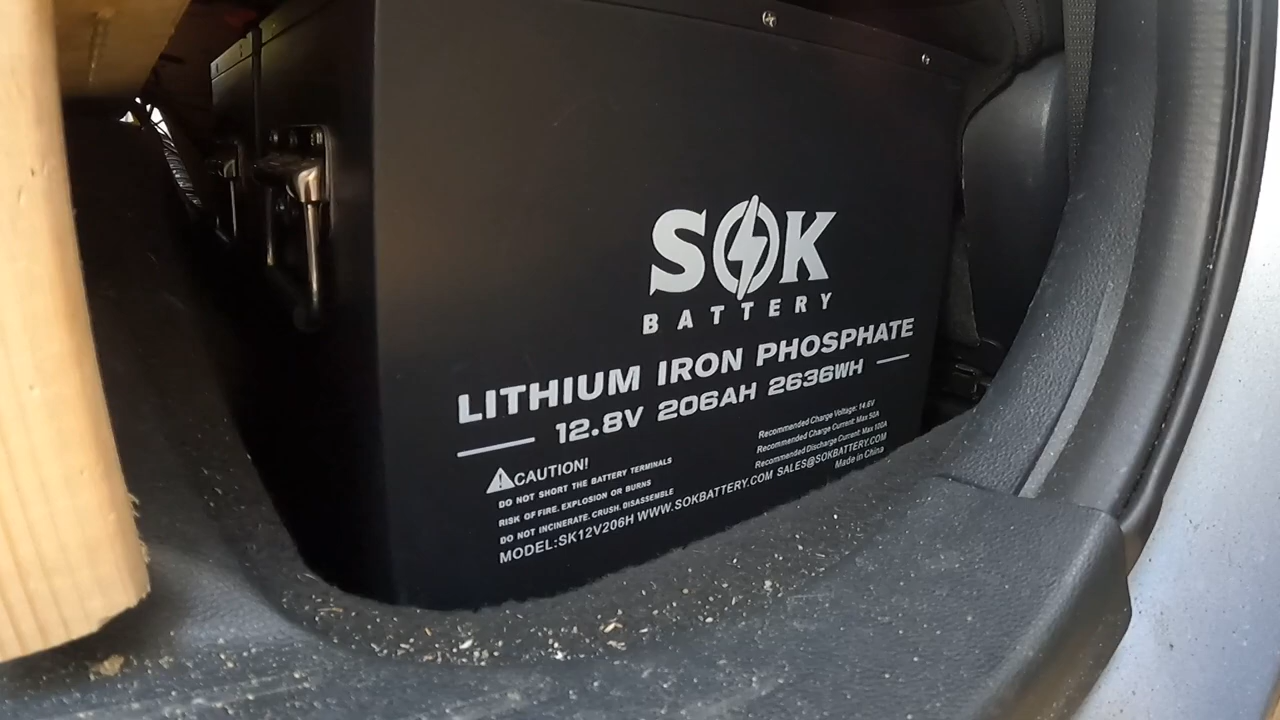 SOK
BATTERY
LITHIUM IRON PHOSPHATE
12.8V 206AH 2636WH
CAUTION!
DO NOT SHORT THE BATTERY TERMINALS
RISK OF FIRE, EXPLOSION OR BURNS
DO NOT INCINERATE, CRUSH, DISASSEMBLE
MODEL:SK12V206H WWW.SOKBATTERY.COM SALES@SOKBATTERY.COM
Recommended Charge Voltage: 14.6V
Recommended Charge Current: Max 50A
Recommended Discharge Current: Max 100A
Made in China